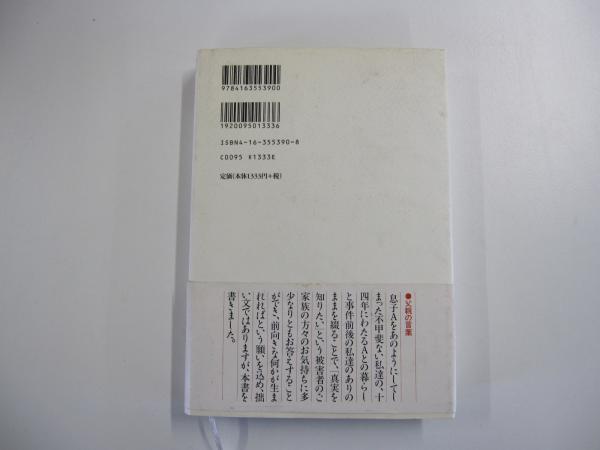 9784163553900
1920095013336
ISBN4-16-355390-8
C0095 ¥1333E
定価(本体1333円+税)
●父親の言葉
息子Aをあのようにしてし
まった不甲斐ない私達の、十
四年にわたるAとの暮らし
と事件前後の私達のありの
ままを綴ることで、「真実を
知りたい」という被害者のご
家族の方々のお気持ちに多
少なりともお答えすること
ができ、前向きな何かが生ま
れればという願いを込め、拙
い文ではありますが、本書を
書きました。